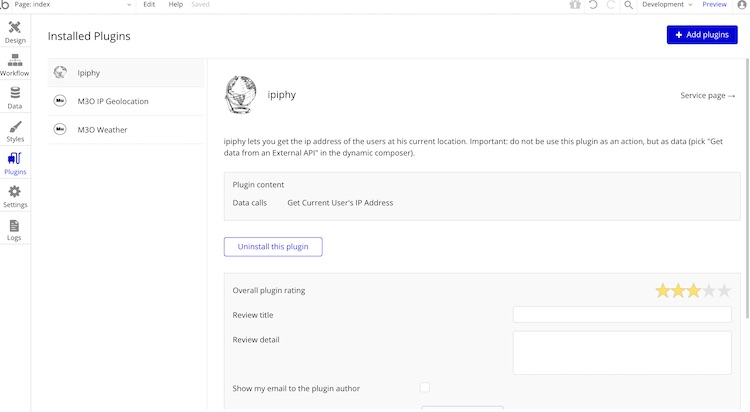 Page: index
Edit
Help
Saved
Development
Preview
Design
Workflow
Data
Styles
Plugins
Settings
Logs
Installed Plugins
+ Add plugins
Ipiphy
M3O IP Geolocation
M3O Weather
ipiphy
Service page →
ipiphy lets you get the ip address of the users at his current location. Important: do not be use this plugin as an action, but as data (pick "Get
data from an External API" in the dynamic composer).
Plugin content
Data calls Get Current User's IP Address
Uninstall this plugin
Overall plugin rating
Review title
Review detail
Show my email to the plugin author